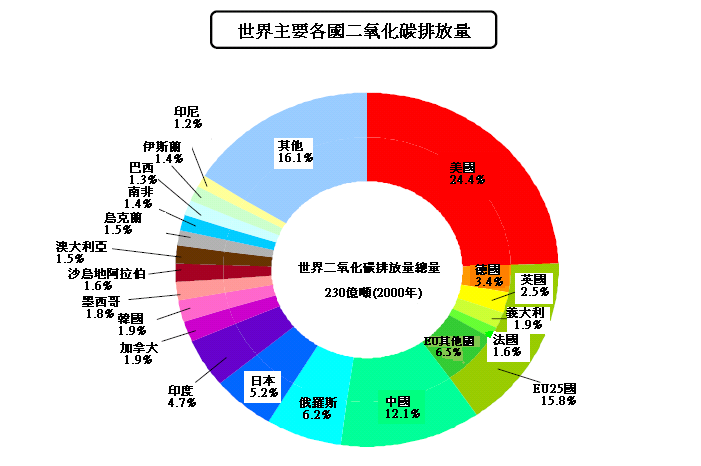 世界主要各國二氧化碳排放量
其他
16.1%
美國
24.4%
德國
3.4%
英國
2.5%
義大利
1.9%
法國
1.6%
EU其他國
6.5%
EU25國
15.8%
中國
12.1%
俄羅斯
6.2%
日本
5.2%
印度
4.7%
加拿大
1.9%
韓國
1.9%
墨西哥
1.8%
沙烏地阿拉伯
1.6%
澳大利亞
1.5%
烏克蘭
1.5%
南非
1.4%
巴西
1.3%
伊斯蘭
1.4%
印尼
1.2%
世界二氧化碳排放量總量
230億噸(2000年)